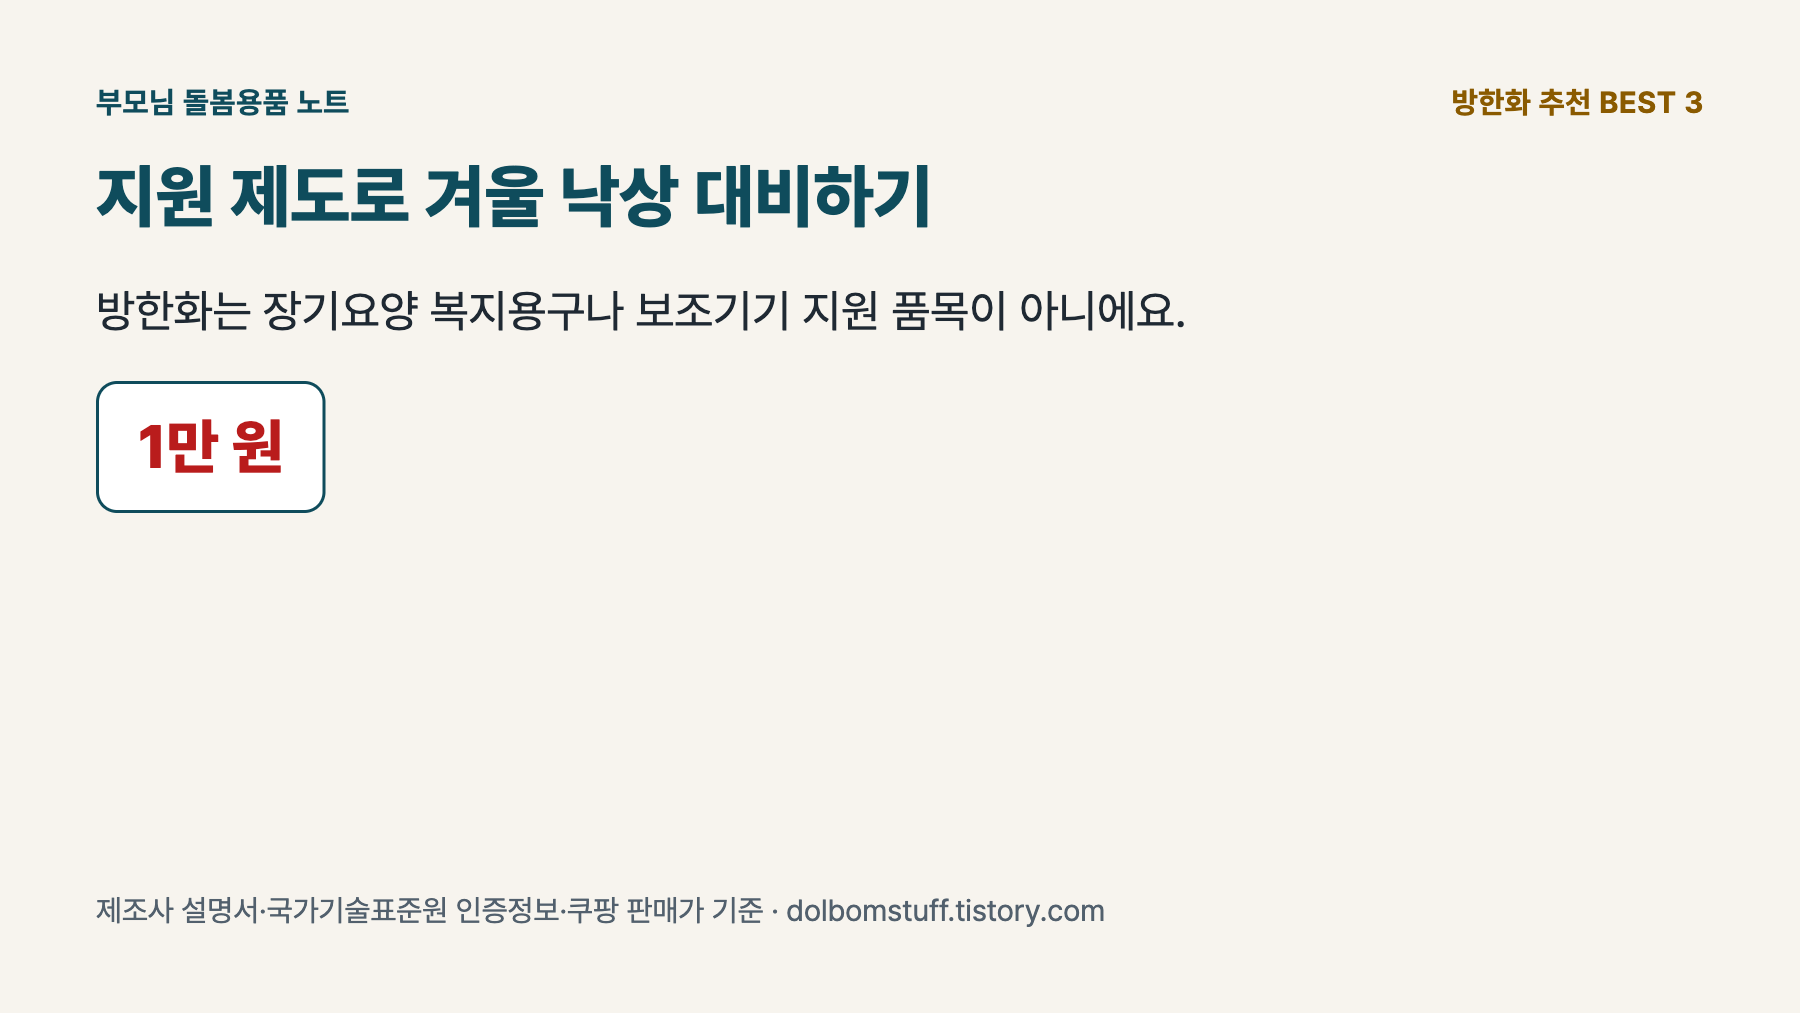 부모님 돌봄용품 노트
방한화 추천 BEST 3
지원 제도로 겨울 낙상 대비하기
방한화는 장기요양 복지용구나 보조기기 지원 품목이 아니에요.
1만 원
제조사 설명서·국가기술표준원 인증정보·쿠팡 판매가 기준 · dolbomstuff.tistory.com